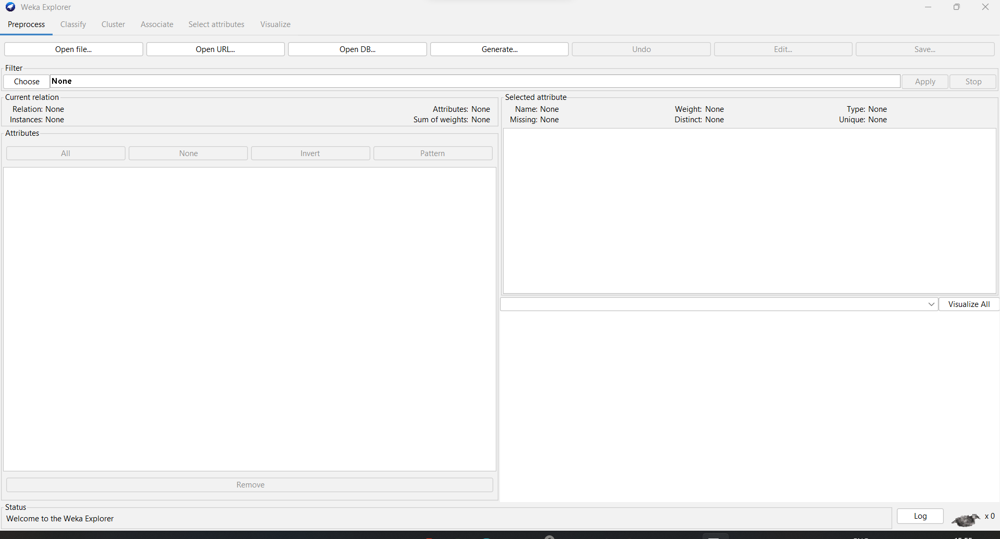 Weka Explorer
Preprocess Classify Cluster Associate Select attributes Visualize
Open file... Open URL... Open DB... Generate... Undo Edit... Save...
Filter
Choose None Apply Stop
Current relation
Relation: None Attributes: None
Instances: None Sum of weights: None
Selected attribute
Name: None Weight: None Type: None
Missing: None Distinct: None Unique: None
Attributes
All None Invert Pattern
Visualize All
Remove
Status
Welcome to the Weka Explorer
Log x 0